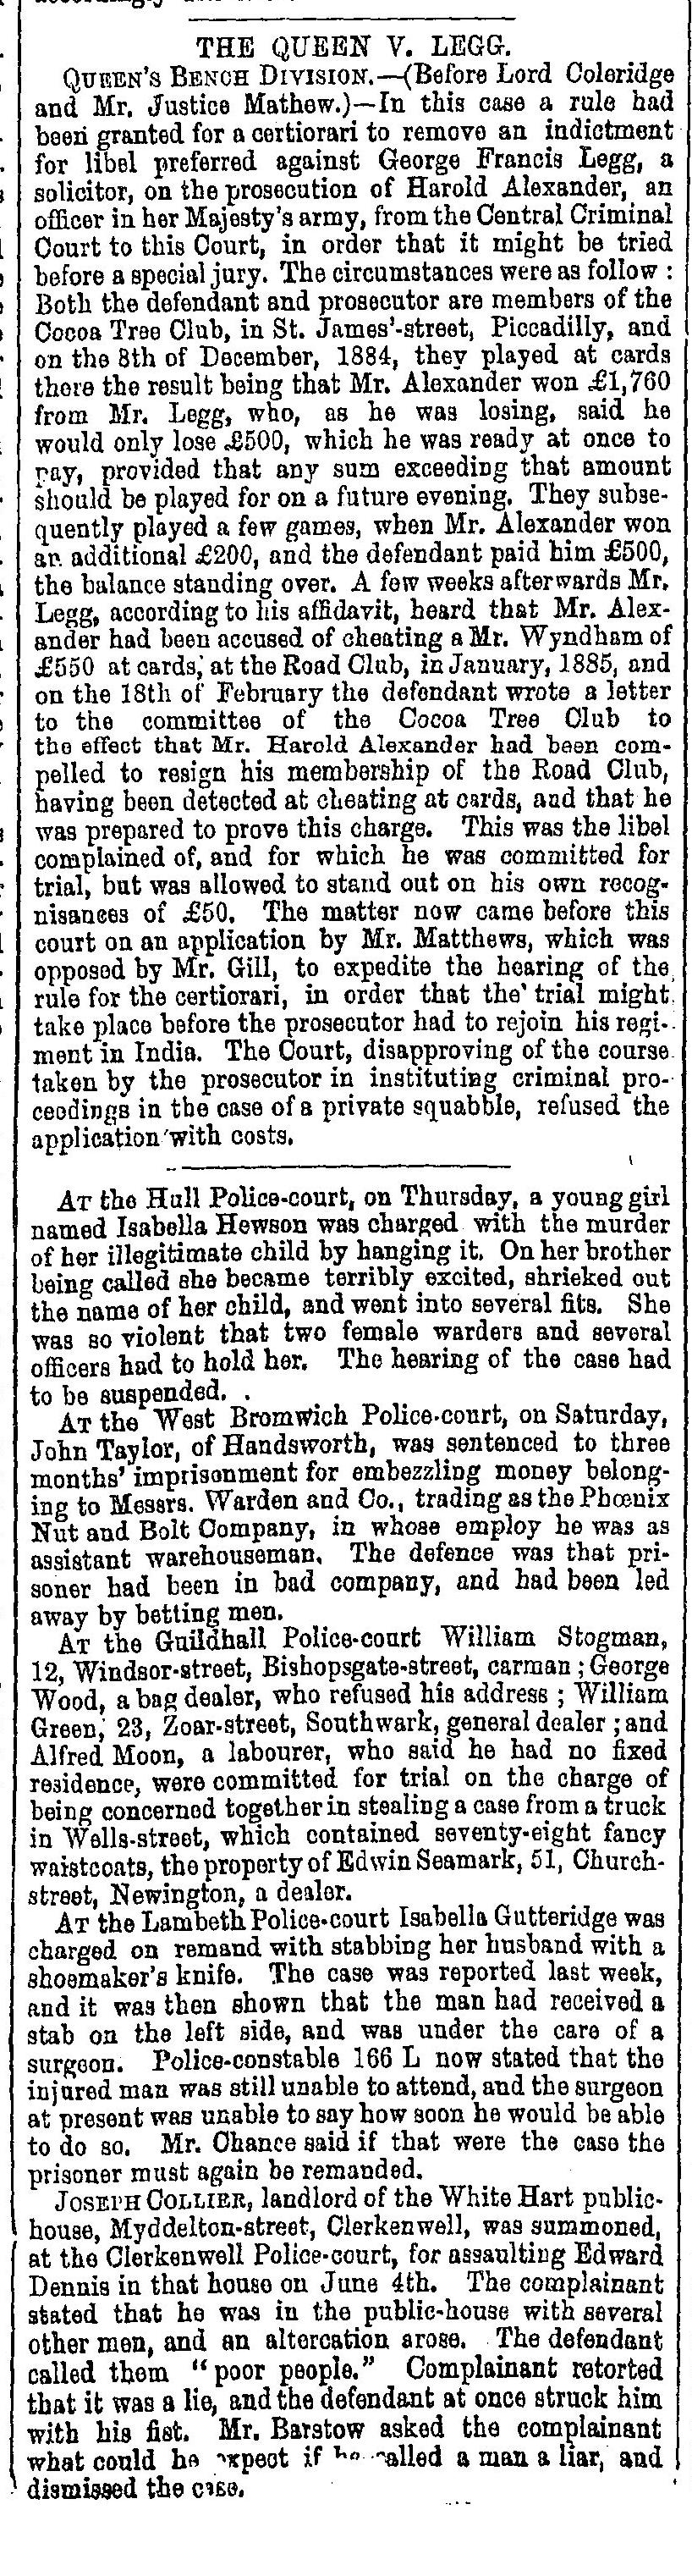 THE QUEEN V. LEGG.
QUEEN'S BENCH DIVISION.—(Before Lord Coleridge
and Mr. Justice Mathew.)—In this case a rule had
been granted for a certiorari to remove an indictment
for libel preferred against George Francis Legg, a
solicitor, on the prosecution of Harold Alexander, an
officer in her Majesty's army, from the Central Criminal
Court to this Court, in order that it might be tried
before a special jury. The circumstances were as follow :
Both the defendant and prosecutor are members of the
Cocoa Tree Club, in St. James'-street, Piccadilly, and
on the 8th of December, 1884, they played at cards
there the result being that Mr. Alexander won £1,760
from Mr. Legg, who, as he was losing, said he
would only lose £500, which he was ready at once to
pay, provided that any sum exceeding that amount
should be played for on a future evening. They subse-
quently played a few games, when Mr. Alexander won
an additional £200, and the defendant paid him £500,
the balance standing over. A few weeks afterwards Mr.
Legg, according to his affidavit, heard that Mr. Alex-
ander had been accused of cheating a Mr. Wyndham of
£550 at cards, at the Road Club, in January, 1885, and
on the 18th of February the defendant wrote a letter
to the committee of the Cocoa Tree Club to
the effect that Mr. Harold Alexander had been com-
pelled to resign his membership of the Road Club,
having been detected at cheating at cards, and that he
was prepared to prove this charge. This was the libel
complained of, and for which he was committed for
trial, but was allowed to stand out on his own recog-
nisances of £50. The matter now came before this
court on an application by Mr. Matthews, which was
opposed by Mr. Gill, to expedite the hearing of the
rule for the certiorari, in order that the trial might
take place before the prosecutor had to rejoin his regi-
ment in India. The Court, disapproving of the course
taken by the prosecutor in instituting criminal pro-
ceedings in the case of a private squabble, refused the
application with costs.
AT the Hull Police-court, on Thursday, a young girl
named Isabella Hewson was charged with the murder
of her illegitimate child by hanging it. On her brother
being called she became terribly excited, shrieked out
the name of her child, and went into several fits. She
was so violent that two female warders and several
officers had to hold her. The hearing of the case had
to be suspended.
AT the West Bromwich Police-court, on Saturday,
John Taylor, of Handsworth, was sentenced to three
months' imprisonment for embezzling money belong-
ing to Messrs. Warden and Co., trading as the Phœnix
Nut and Bolt Company, in whose employ he was as
assistant warehouseman. The defence was that pri-
soner had been in bad company, and had been led
away by betting men.
AT the Guildhall Police-court William Stogman,
12, Windsor-street, Bishopsgate-street, carman ; George
Wood, a bag dealer, who refused his address ; William
Green, 23, Zoar-street, Southwark, general dealer ; and
Alfred Moon, a labourer, who said he had no fixed
residence, were committed for trial on the charge of
being concerned together in stealing a case from a truck
in Wells-street, which contained seventy-eight fancy
waistcoats, the property of Edwin Seamark, 51, Church-
street, Newington, a dealer.
AT the Lambeth Police-court Isabella Gutteridge was
charged on remand with stabbing her husband with a
shoemaker's knife. The case was reported last week,
and it was then shown that the man had received a
stab on the left side, and was under the care of a
surgeon. Police-constable 166 L now stated that the
injured man was still unable to attend, and the surgeon
at present was unable to say how soon he would be able
to do so. Mr. Chance said if that were the case the
prisoner must again be remanded.
JOSEPH COLLIER, landlord of the White Hart public-
house, Myddelton-street, Clerkenwell, was summoned,
at the Clerkenwell Police-court, for assaulting Edward
Dennis in that house on June 4th. The complainant
stated that he was in the public-house with several
other men, and an altercation arose. The defendant
called them "poor people." Complainant retorted
that it was a lie, and the defendant at once struck him
with his fist. Mr. Barstow asked the complainant
what could he expect if he called a man a liar, and
dismissed the case.